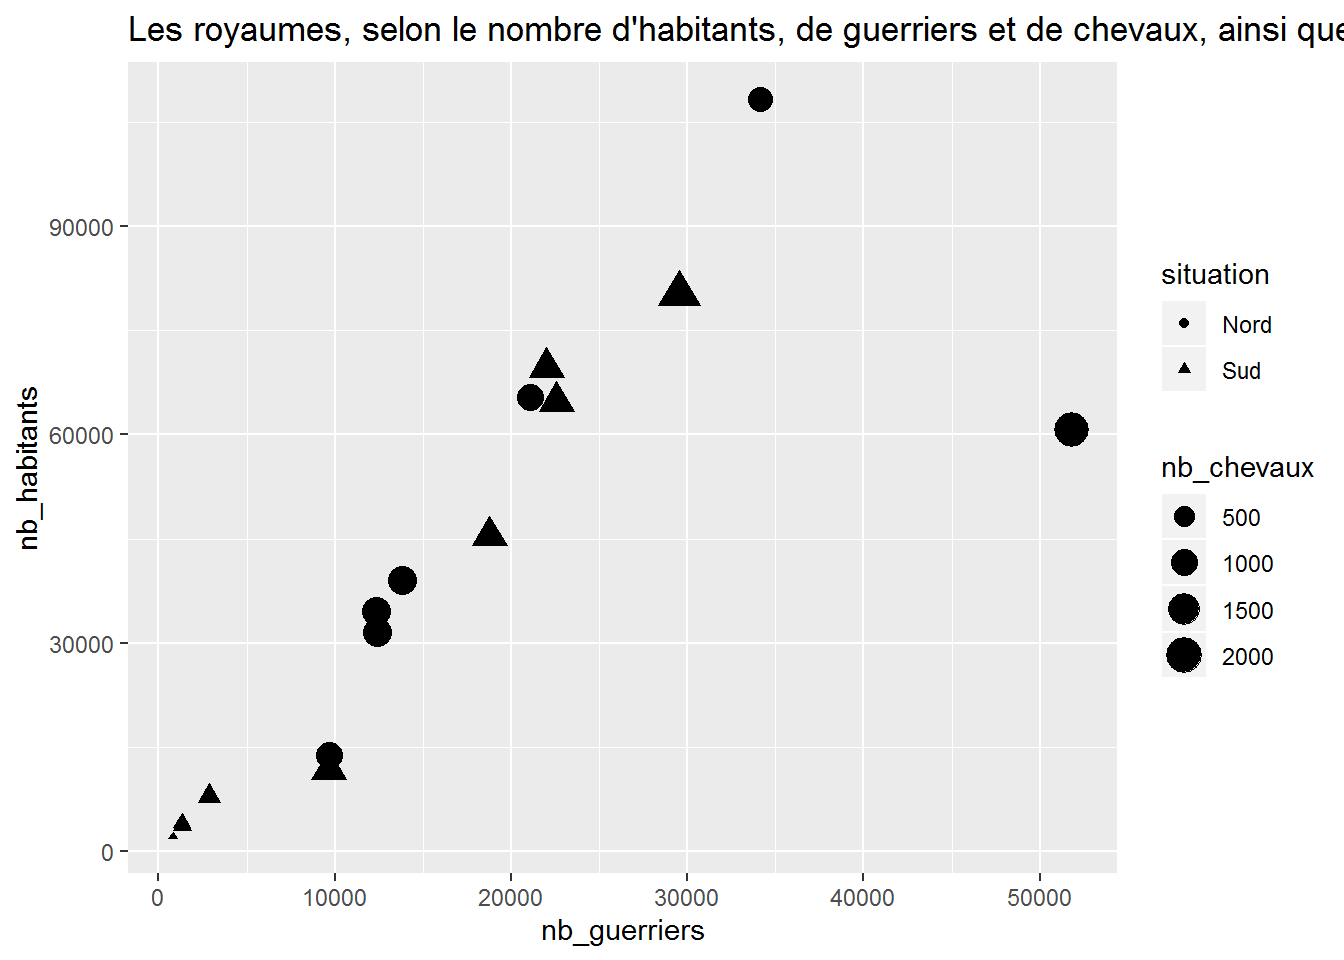 Les royaumes, selon le nombre d'habitants, de guerriers et de chevaux, ainsi que
90000
60000
30000
0
nb_habitants
0 10000 20000 30000 40000 50000
nb_guerriers
situation
Nord
Sud
nb_chevaux
500
1000
1500
2000